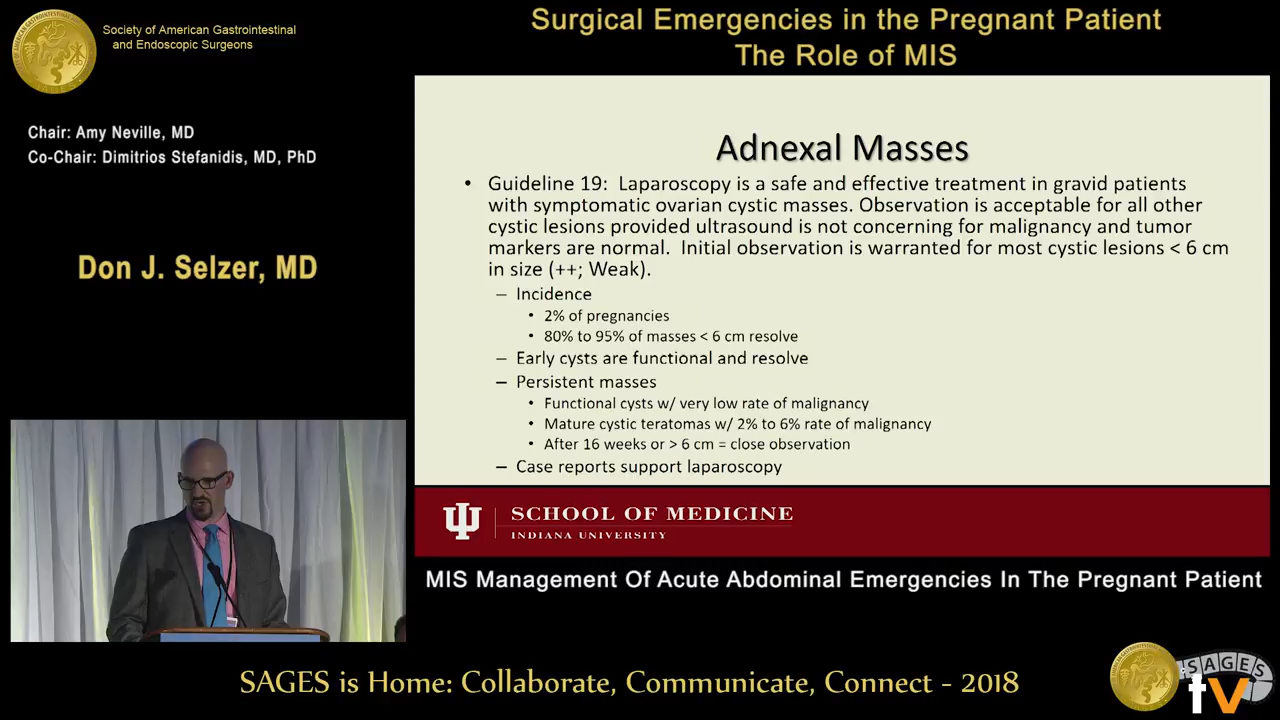 Society of American Gastrointestinal
and Endoscopic Surgeons
Surgical Emergencies in the Pregnant Patient
The Role of MIS
Chair: Amy Neville, MD
Co-Chair: Dimitrios Stefanidis, MD, PhD
Don J. Selzer, MD
Adnexal Masses
• Guideline 19: Laparoscopy is a safe and effective treatment in gravid patients
with symptomatic ovarian cystic masses. Observation is acceptable for all other
cystic lesions provided ultrasound is not concerning for malignancy and tumor
markers are normal. Initial observation is warranted for most cystic lesions < 6 cm
in size (++; Weak).
– Incidence
• 2% of pregnancies
• 80% to 95% of masses < 6 cm resolve
– Early cysts are functional and resolve
– Persistent masses
• Functional cysts w/ very low rate of malignancy
• Mature cystic teratomas w/ 2% to 6% rate of malignancy
• After 16 weeks or > 6 cm = close observation
– Case reports support laparoscopy
SCHOOL OF MEDICINE
INDIANA UNIVERSITY
MIS Management Of Acute Abdominal Emergencies In The Pregnant Patient
SAGES is Home: Collaborate, Communicate, Connect - 2018
SAGES
tv